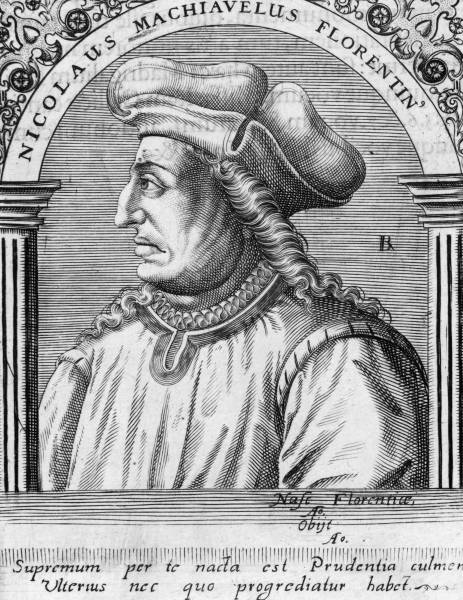 NICOLAUS MACHIAVELUS FLORENTIN'
B
Nasc Florentiæ,
Ao.
Obijt
Ao.
Supremum per te nacta est Prudentia culmen
Ulterius nec quo progrediatur habet.